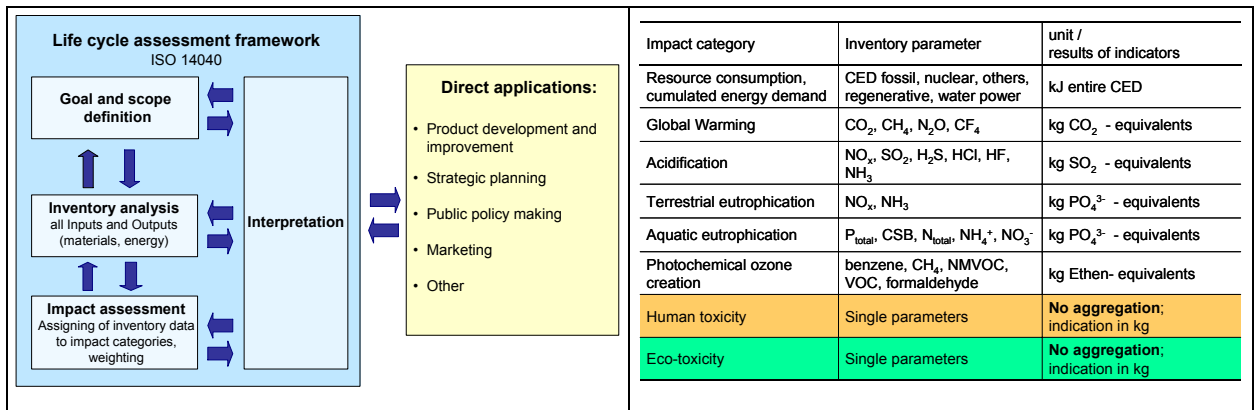 Life cycle assessment framework
ISO 14040
Goal and scope
definition
Inventory analysis
all Inputs and Outputs
(materials, energy)
Impact assessment
Assigning of inventory data
to impact categories,
weighting
Interpretation
Direct applications:
• Product development and
improvement
• Strategic planning
• Public policy making
• Marketing
• Other
Impact category
Inventory parameter
unit /
results of indicators
Resource consumption,
cumulated energy demand
CED fossil, nuclear, others,
regenerative, water power
kJ entire CED
Global Warming
CO₂, CH₄, N₂O, CF₄
kg CO₂ - equivalents
Acidification
NOₓ, SO₂, H₂S, HCl, HF,
NH₃
kg SO₂ - equivalents
Terrestrial eutrophication
NOₓ, NH₃
kg PO₄³⁻ - equivalents
Aquatic eutrophication
Ptotal, CSB, Ntotal, NH₄⁺, NO₃⁻
kg PO₄³⁻ - equivalents
Photochemical ozone
creation
benzene, CH₄, NMVOC,
VOC, formaldehyde
kg Ethen- equivalents
Human toxicity
Single parameters
No aggregation;
indication in kg
Eco-toxicity
Single parameters
No aggregation;
indication in kg